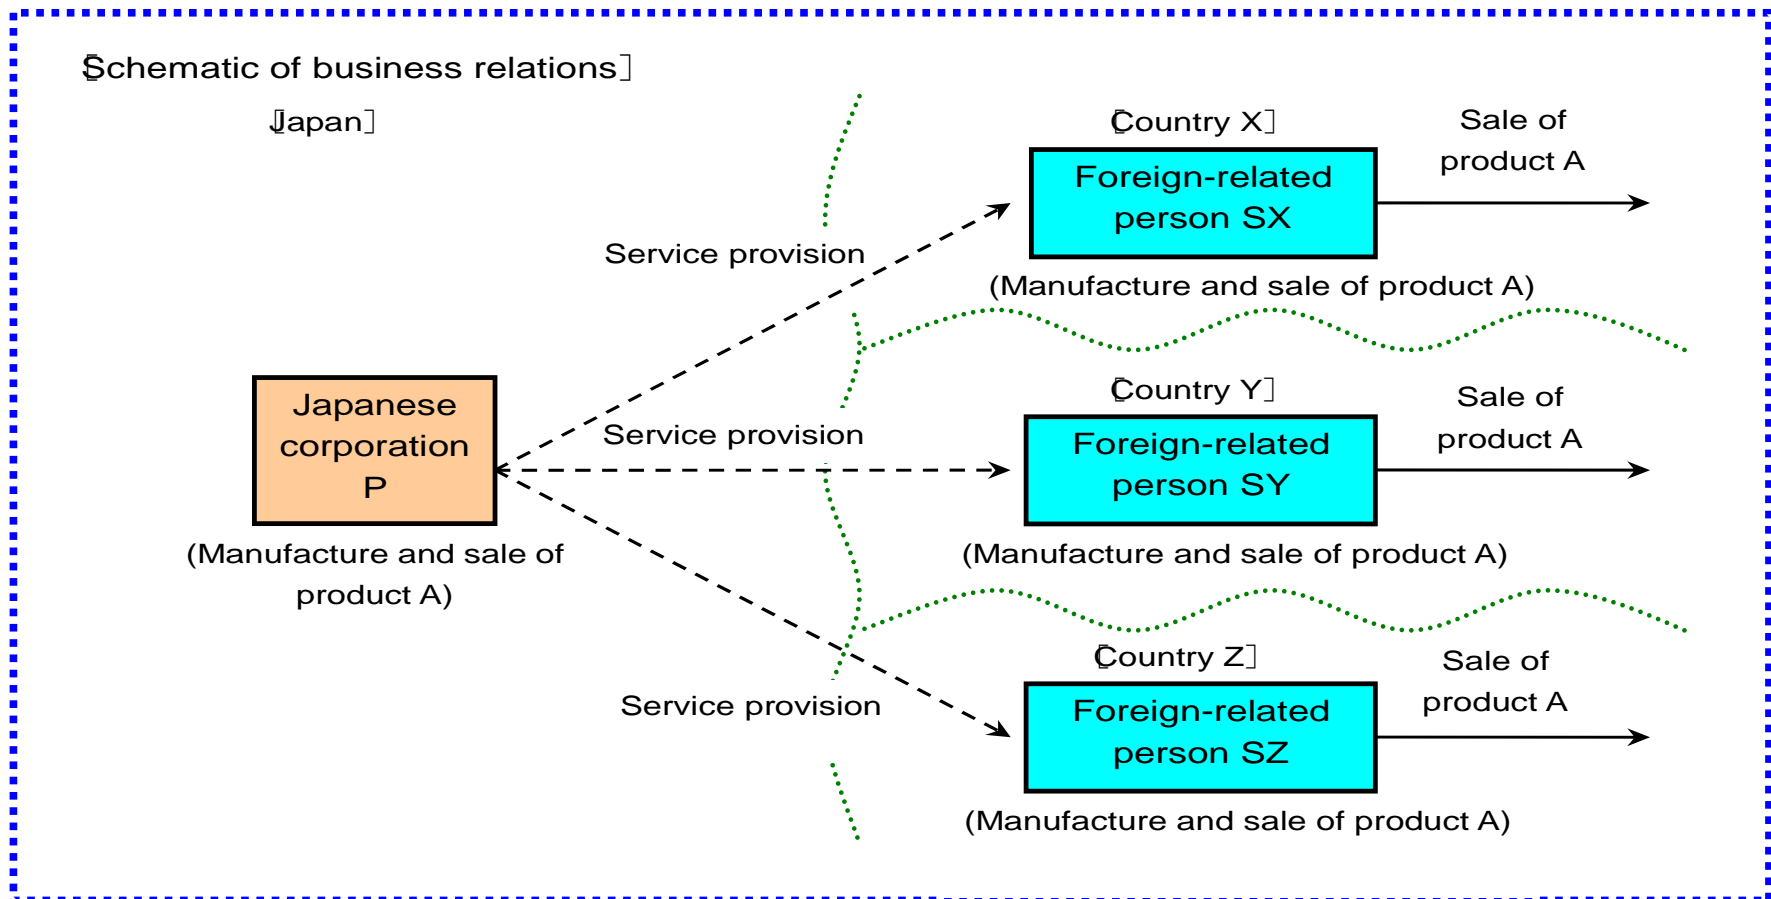 ［Schematic of business relations］
［Japan］
［Country X］
Sale of
product A
Foreign-related
person SX
Service provision
(Manufacture and sale of product A)
［Country Y］
Sale of
product A
Japanese
corporation
P
Service provision
Foreign-related
person SY
(Manufacture and sale of
product A)
(Manufacture and sale of product A)
［Country Z］
Sale of
product A
Service provision
Foreign-related
person SZ
(Manufacture and sale of product A)